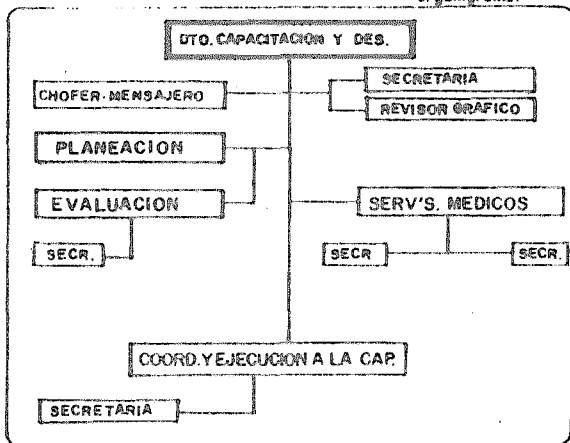 DTO. CAPACITACION Y DES.
CHOFER-MENSAJERO
SECRETARIA
REVISOR GRAFICO
PLANEACION
EVALUACION
SERV'S. MEDICOS
SECR.
SECR
SECR.
COORD. Y EJECUCION A LA CAP.
SECRETARIA